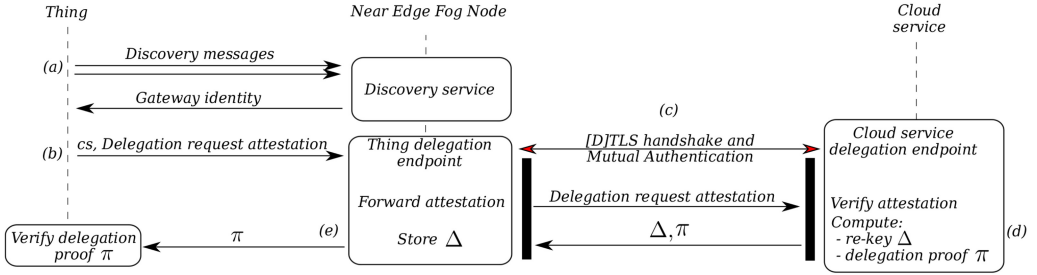 Thing
Near Edge Fog Node
Cloud
service
(a)
Discovery messages
Gateway identity
Discovery service
(b)
cs, Delegation request attestation
Thing delegation
endpoint
Forward attestation
Store Δ
(c)
[D]TLS handshake and
Mutual Authentication
Delegation request attestation
Δ, π
Cloud service
delegation endpoint
Verify attestation
Compute:
- re-key Δ
- delegation proof π
(d)
(e)
π
Verify delegation
proof π